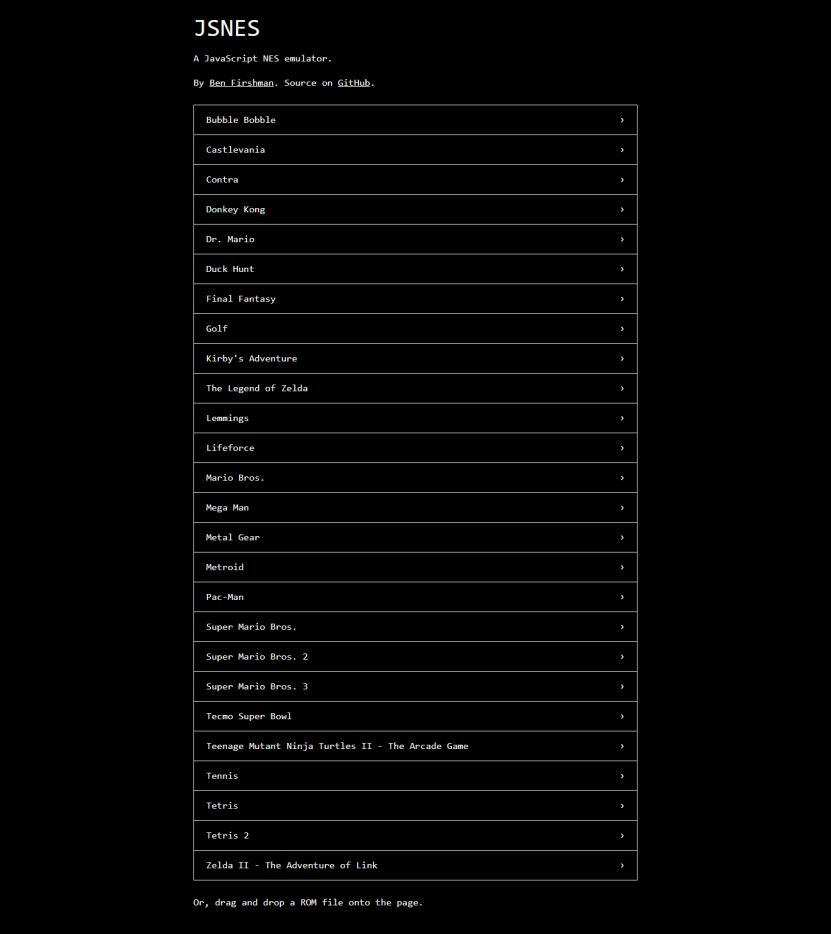 JSNES
A JavaScript NES emulator.
By Ben Firshman. Source on GitHub.
Bubble Bobble ›
Castlevania ›
Contra ›
Donkey Kong ›
Dr. Mario ›
Duck Hunt ›
Final Fantasy ›
Golf ›
Kirby's Adventure ›
The Legend of Zelda ›
Lemmings ›
Lifeforce ›
Mario Bros. ›
Mega Man ›
Metal Gear ›
Metroid ›
Pac-Man ›
Super Mario Bros. ›
Super Mario Bros. 2 ›
Super Mario Bros. 3 ›
Tecmo Super Bowl ›
Teenage Mutant Ninja Turtles II - The Arcade Game ›
Tennis ›
Tetris ›
Tetris 2 ›
Zelda II - The Adventure of Link ›
Or, drag and drop a ROM file onto the page.